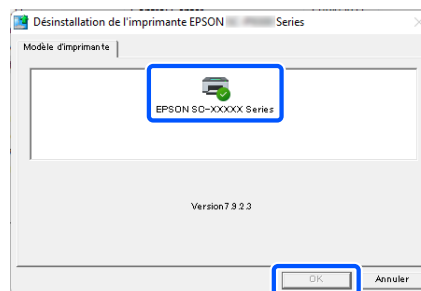 Désinstallation de l'imprimante EPSON Series
Modèle d'imprimante
EPSON SC-XXXXX Series
Version7.9.2.3
OK Annuler